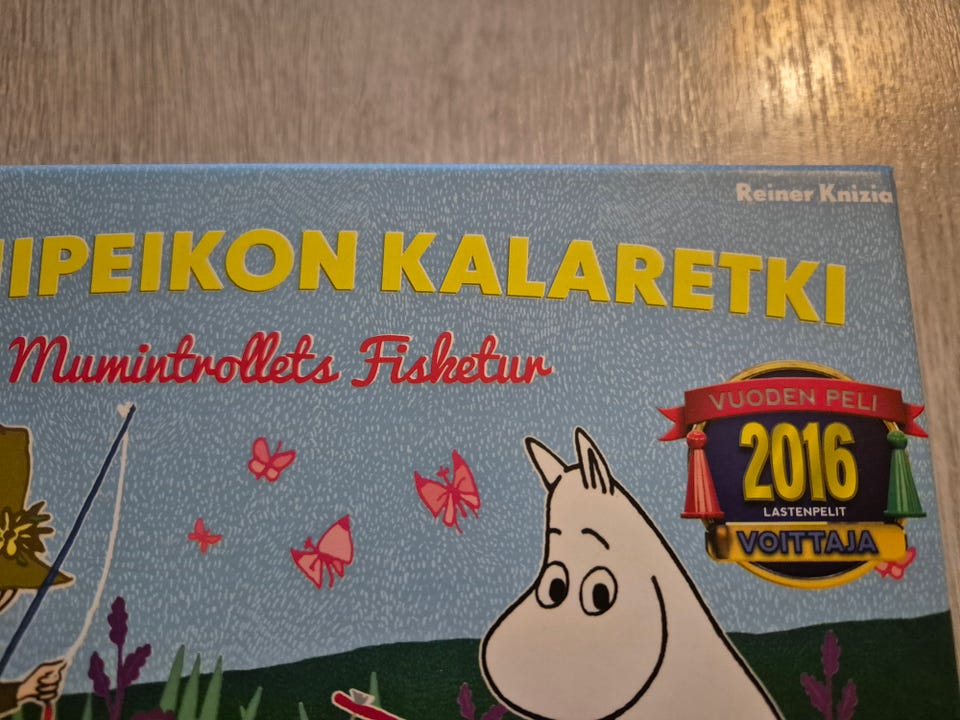 Reiner Knizia
IPEIKON KALARETKI
Mumintrollets Fisketur
VUODEN PELI
2016
LASTENPELIT
VOITTAJA